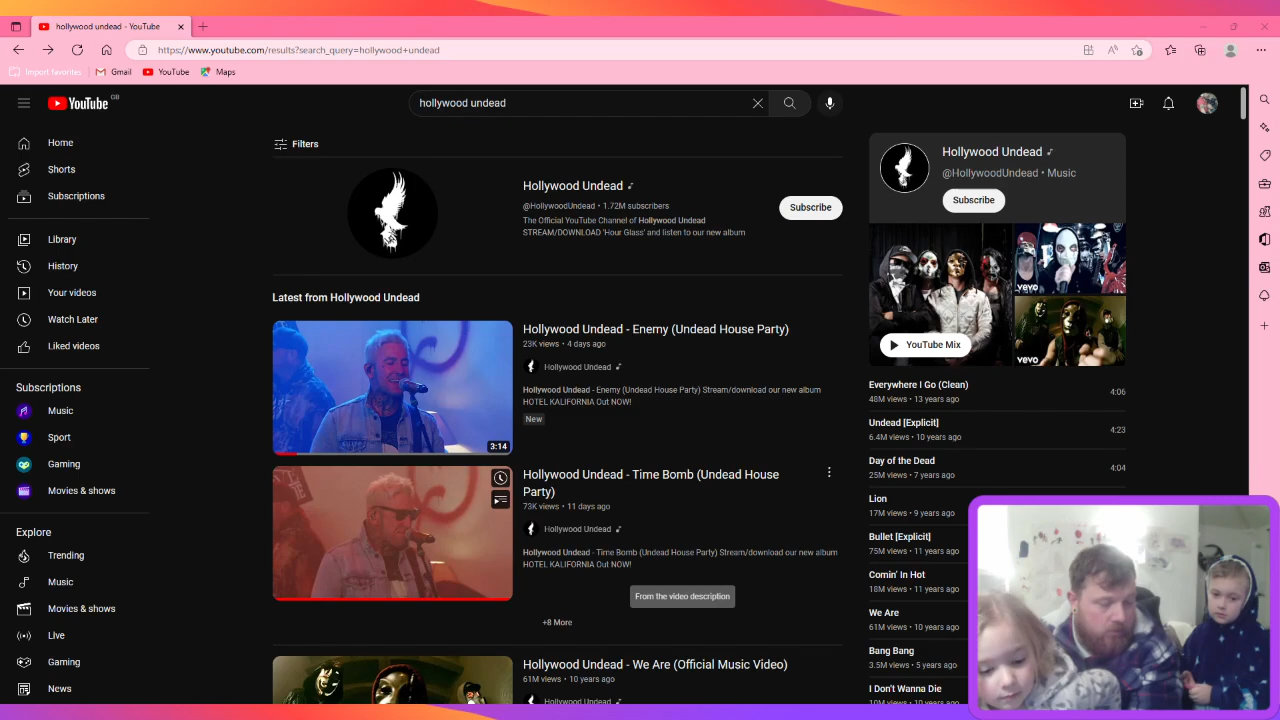 hollywood undead - YouTube
https://www.youtube.com/results?search_query=hollywood+undead
Import favorites
Gmail
YouTube
Maps
YouTube GB
hollywood undead
Home
Shorts
Subscriptions
Library
History
Your videos
Watch Later
Liked videos
Subscriptions
Music
Sport
Gaming
Movies & shows
Explore
Trending
Music
Movies & shows
Live
Gaming
News
Filters
Hollywood Undead
@HollywoodUndead • 1.72M subscribers
The Official YouTube Channel of Hollywood Undead
STREAM/DOWNLOAD 'Hour Glass' and listen to our new album
Subscribe
Latest from Hollywood Undead
3:14
Hollywood Undead - Enemy (Undead House Party)
23K views • 4 days ago
Hollywood Undead
Hollywood Undead - Enemy (Undead House Party) Stream/download our new album
HOTEL KALIFORNIA Out NOW!
New
Hollywood Undead - Time Bomb (Undead House
Party)
73K views • 11 days ago
Hollywood Undead
Hollywood Undead - Time Bomb (Undead House Party) Stream/download our new album
HOTEL KALIFORNIA Out NOW!
From the video description
+8 More
Hollywood Undead - We Are (Official Music Video)
61M views • 10 years ago
Hollywood Undead
Hollywood Undead
@HollywoodUndead • Music
Subscribe
vevo
vevo
YouTube Mix
Everywhere I Go (Clean)
48M views • 13 years ago
4:06
Undead [Explicit]
6.4M views • 10 years ago
4:23
Day of the Dead
25M views • 7 years ago
4:04
Lion
17M views • 9 years ago
Bullet [Explicit]
75M views • 11 years ago
Comin' In Hot
18M views • 11 years ago
We Are
61M views • 10 years ago
Bang Bang
3.5M views • 5 years ago
I Don't Wanna Die
10M views • 10 years ago